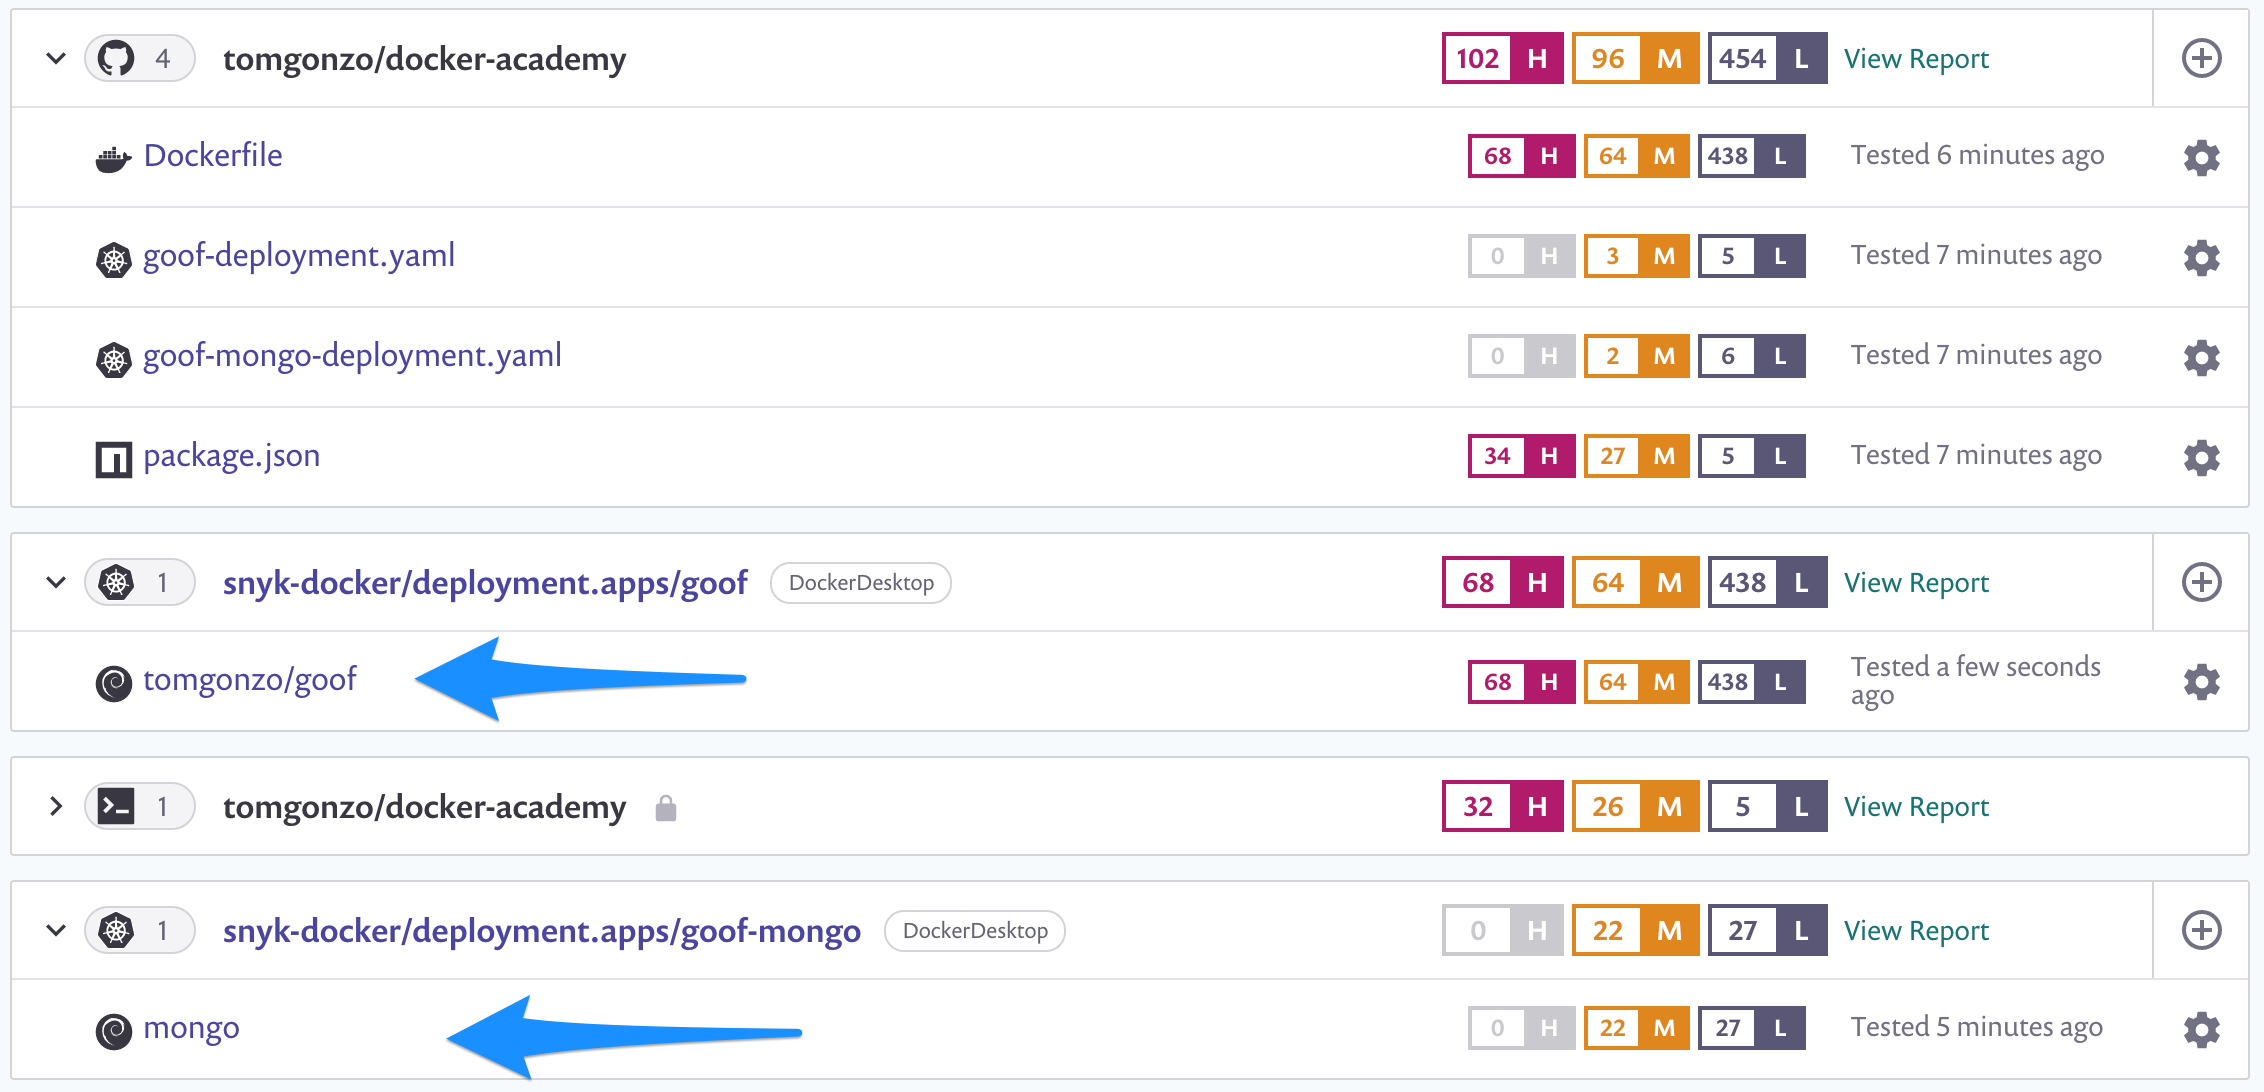 4 tomgonzo/docker-academy 102 H 96 M 454 L View Report
Dockerfile 68 H 64 M 438 L Tested 6 minutes ago
goof-deployment.yaml 0 H 3 M 5 L Tested 7 minutes ago
goof-mongo-deployment.yaml 0 H 2 M 6 L Tested 7 minutes ago
package.json 34 H 27 M 5 L Tested 7 minutes ago
1 snyk-docker/deployment.apps/goof DockerDesktop 68 H 64 M 438 L View Report
tomgonzo/goof 68 H 64 M 438 L Tested a few seconds
ago
1 tomgonzo/docker-academy 32 H 26 M 5 L View Report
1 snyk-docker/deployment.apps/goof-mongo DockerDesktop 0 H 22 M 27 L View Report
mongo 0 H 22 M 27 L Tested 5 minutes ago